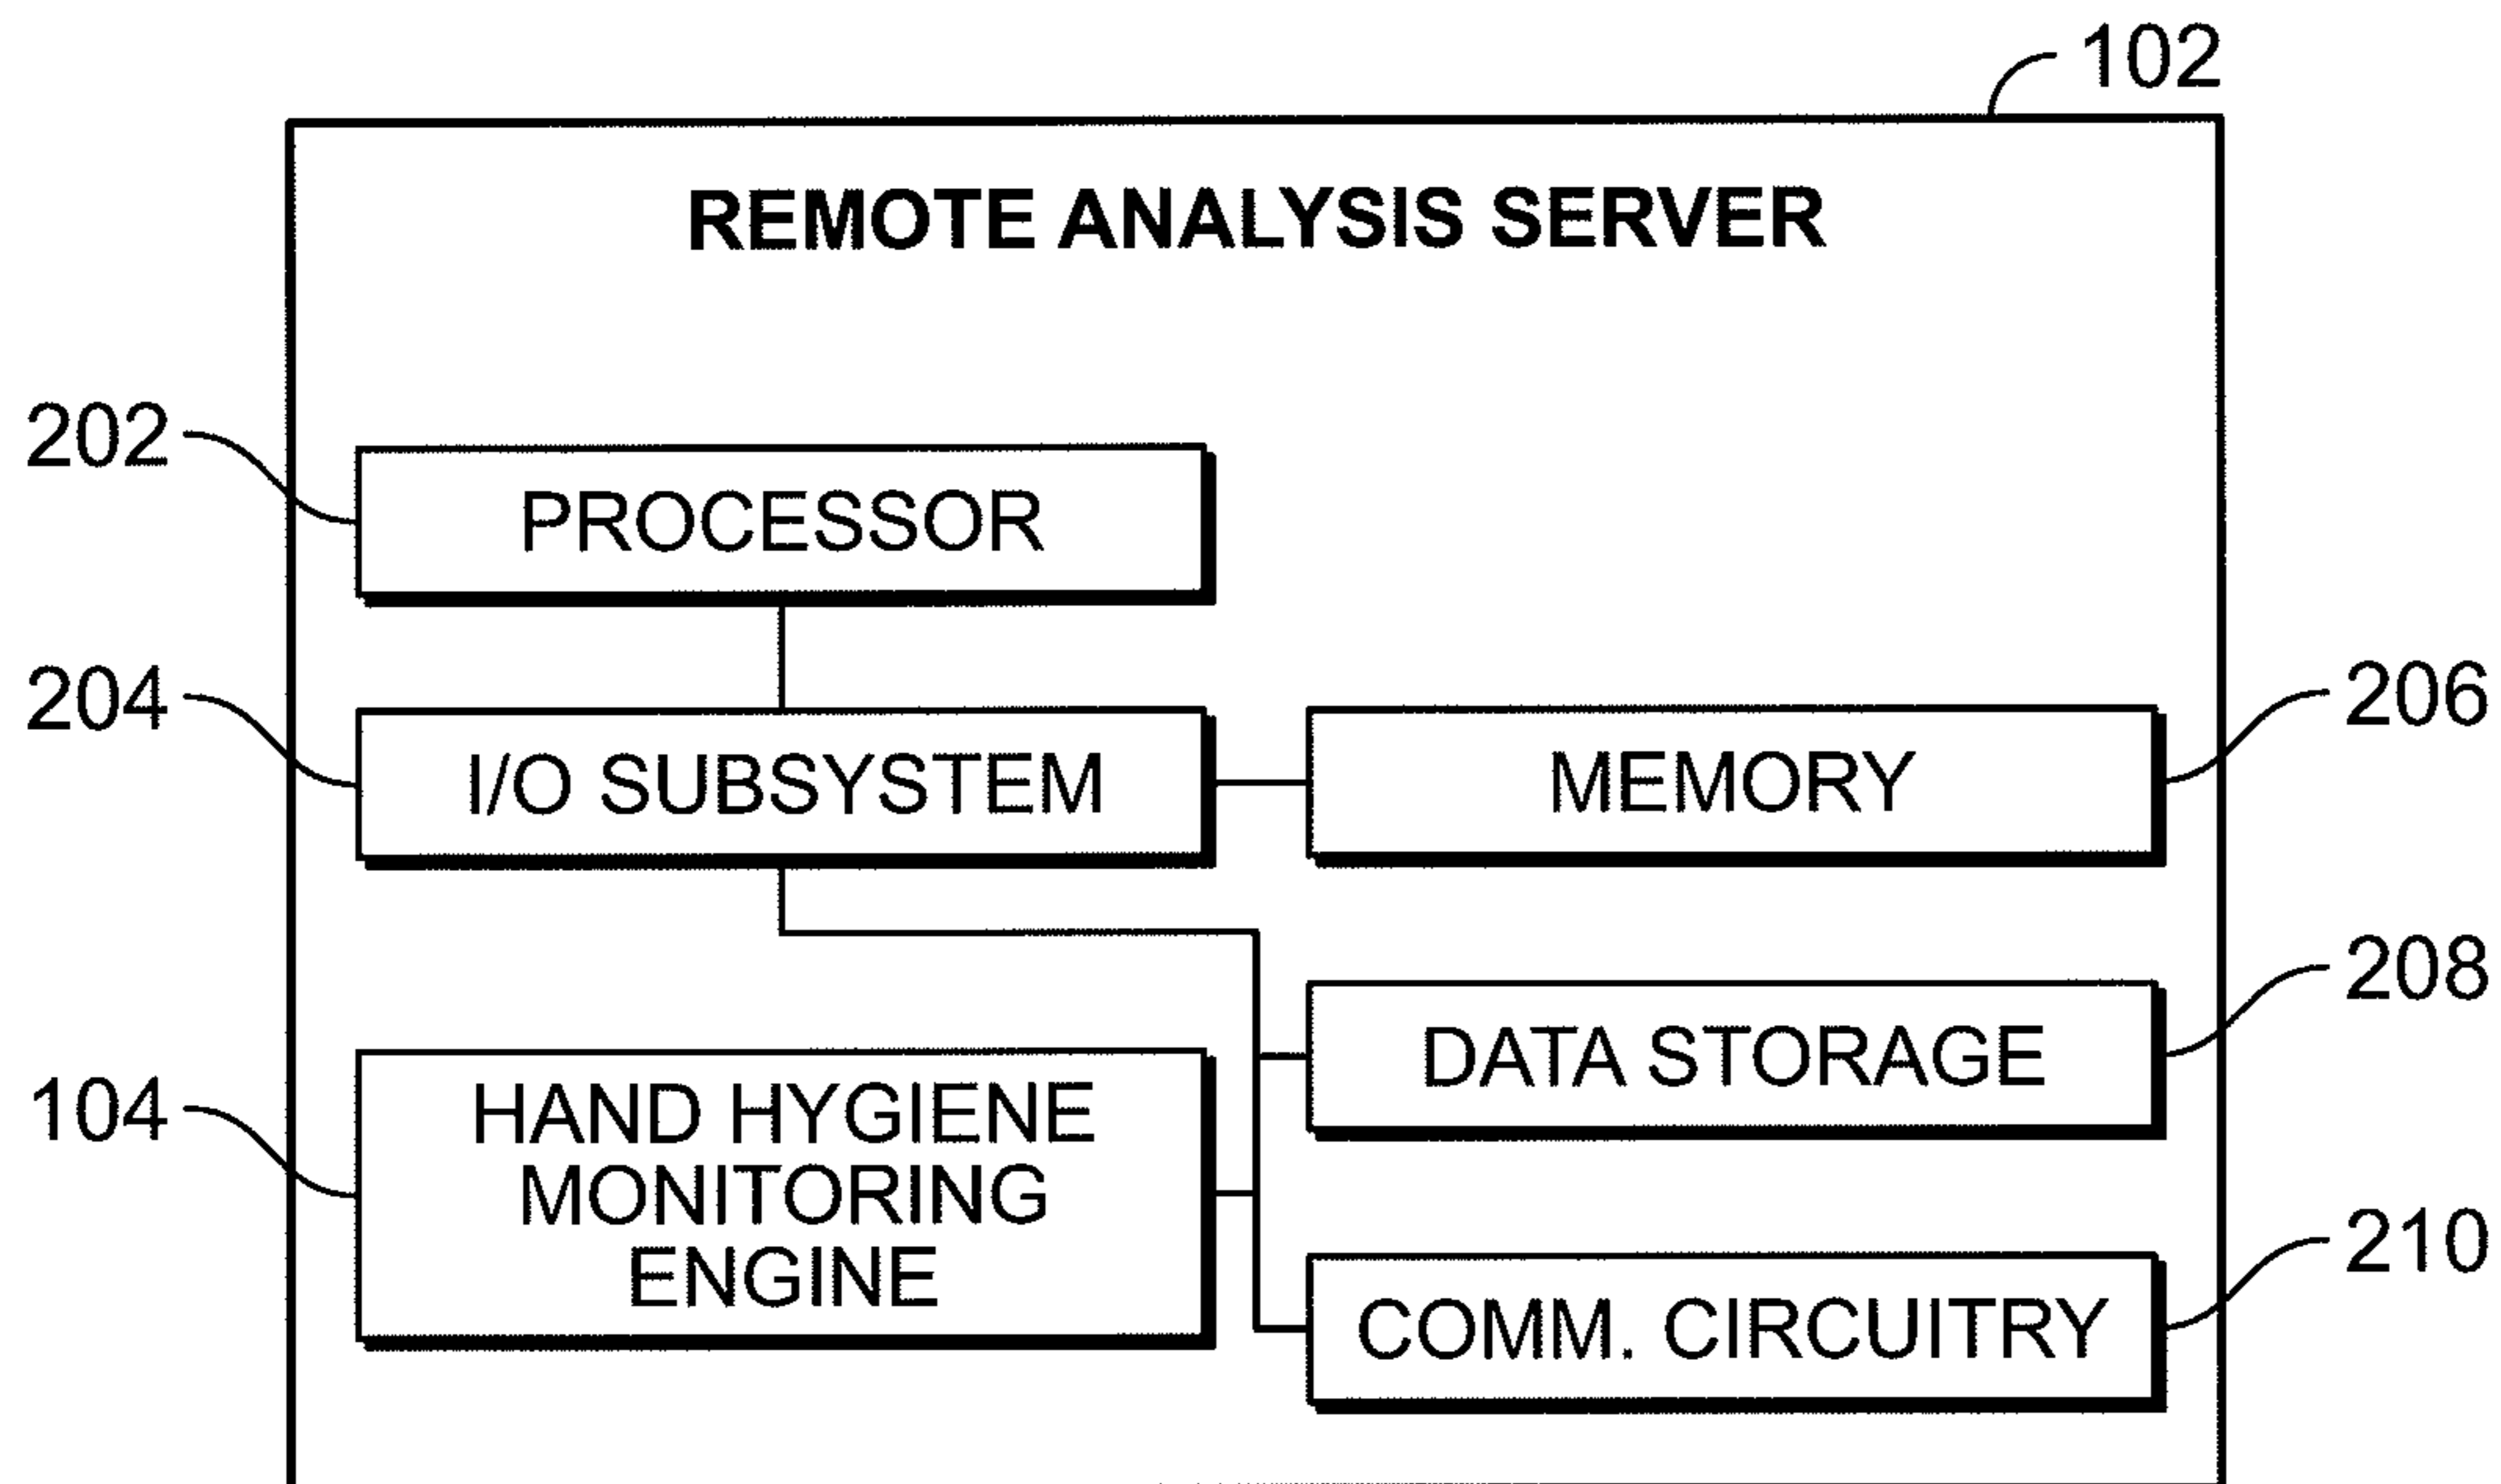 102
REMOTE ANALYSIS SERVER
202
PROCESSOR
204
I/O SUBSYSTEM
MEMORY
206
DATA STORAGE
208
104
HAND HYGIENE
MONITORING
ENGINE
COMM. CIRCUITRY
210